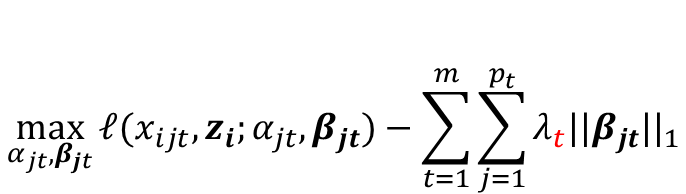 max_{α_{jt},𝜷_{𝒋𝒕}} ℓ(x_{ijt}, 𝒛_𝒊; α_{jt}, 𝜷_{𝒋𝒕}) − ∑_{t=1}^{m} ∑_{j=1}^{p_t} λ_t||𝜷_{𝒋𝒕}||_1